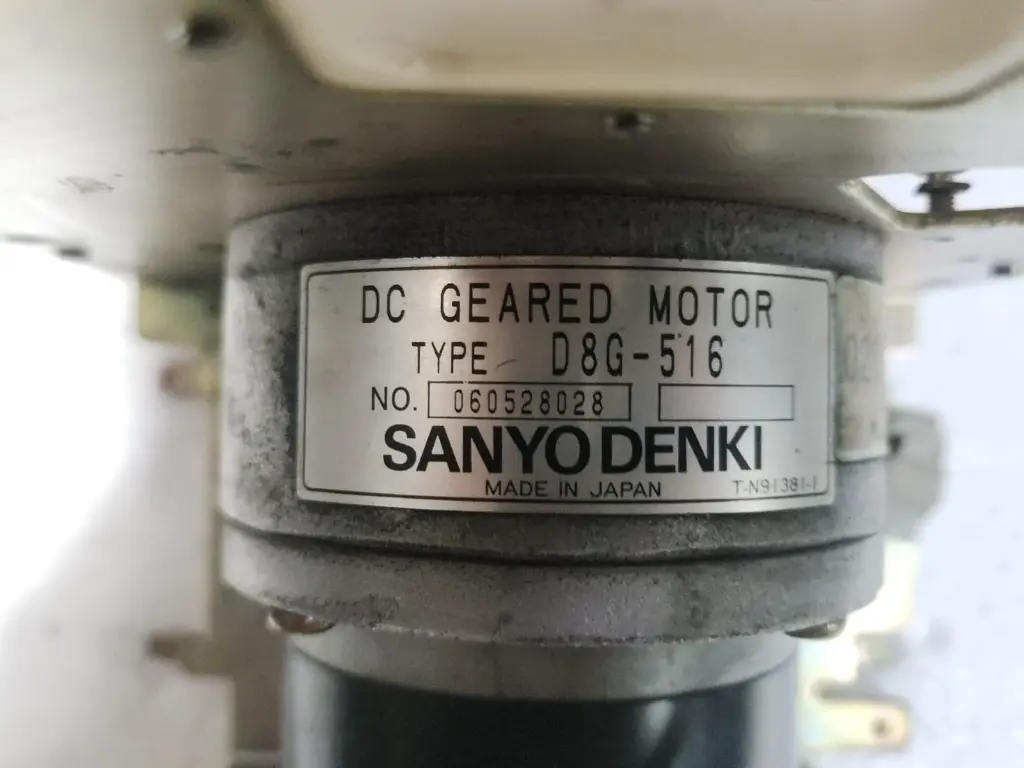 DC GEARED MOTOR
TYPE D8G-516
NO. 060528028
SANYO DENKI
MADE IN JAPAN T-N91381-1